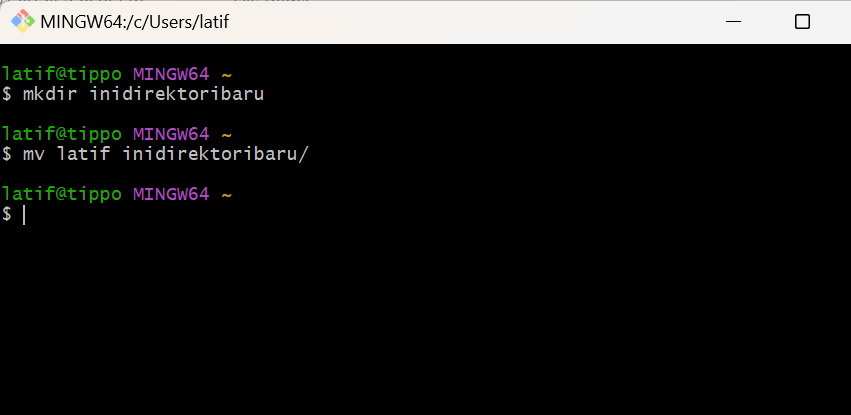 MINGW64:/c/Users/latif
latif@tippo MINGW64 ~
$ mkdir inidirektoribaru
latif@tippo MINGW64 ~
$ mv latif inidirektoribaru/
latif@tippo MINGW64 ~
$